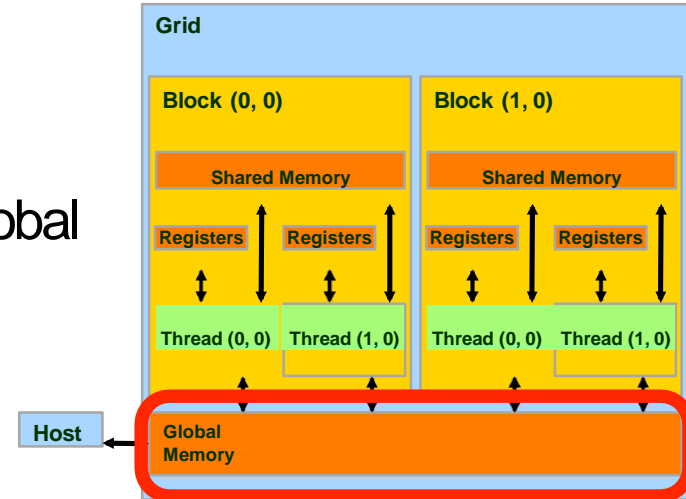 Grid
Block (0, 0) Block (1, 0)
Shared Memory Shared Memory
obal
Registers Registers Registers Registers
Thread (0, 0) Thread (1, 0) Thread (0, 0) Thread (1, 0)
Host
Global
Memory